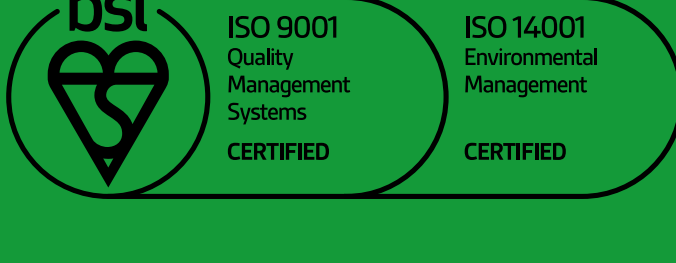 bsi
ISO 9001
Quality
Management
Systems
CERTIFIED
ISO 14001
Environmental
Management
CERTIFIED